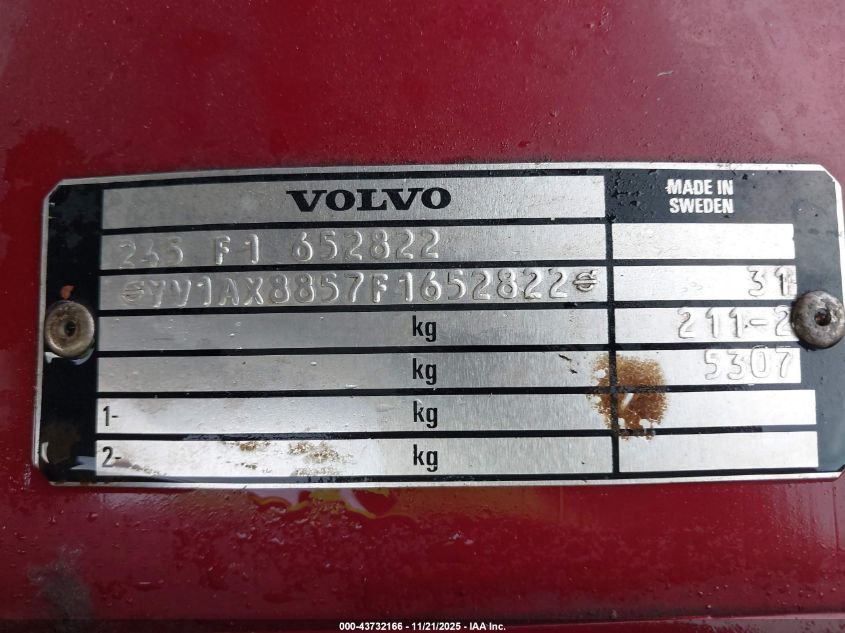 VOLVO
MADE IN
SWEDEN
245 F1 652822
YV1AX8857F1652822
31
kg
211-2
kg
5307
1- kg
2- kg
000-43732166 - 11/21/2025 - IAA Inc.